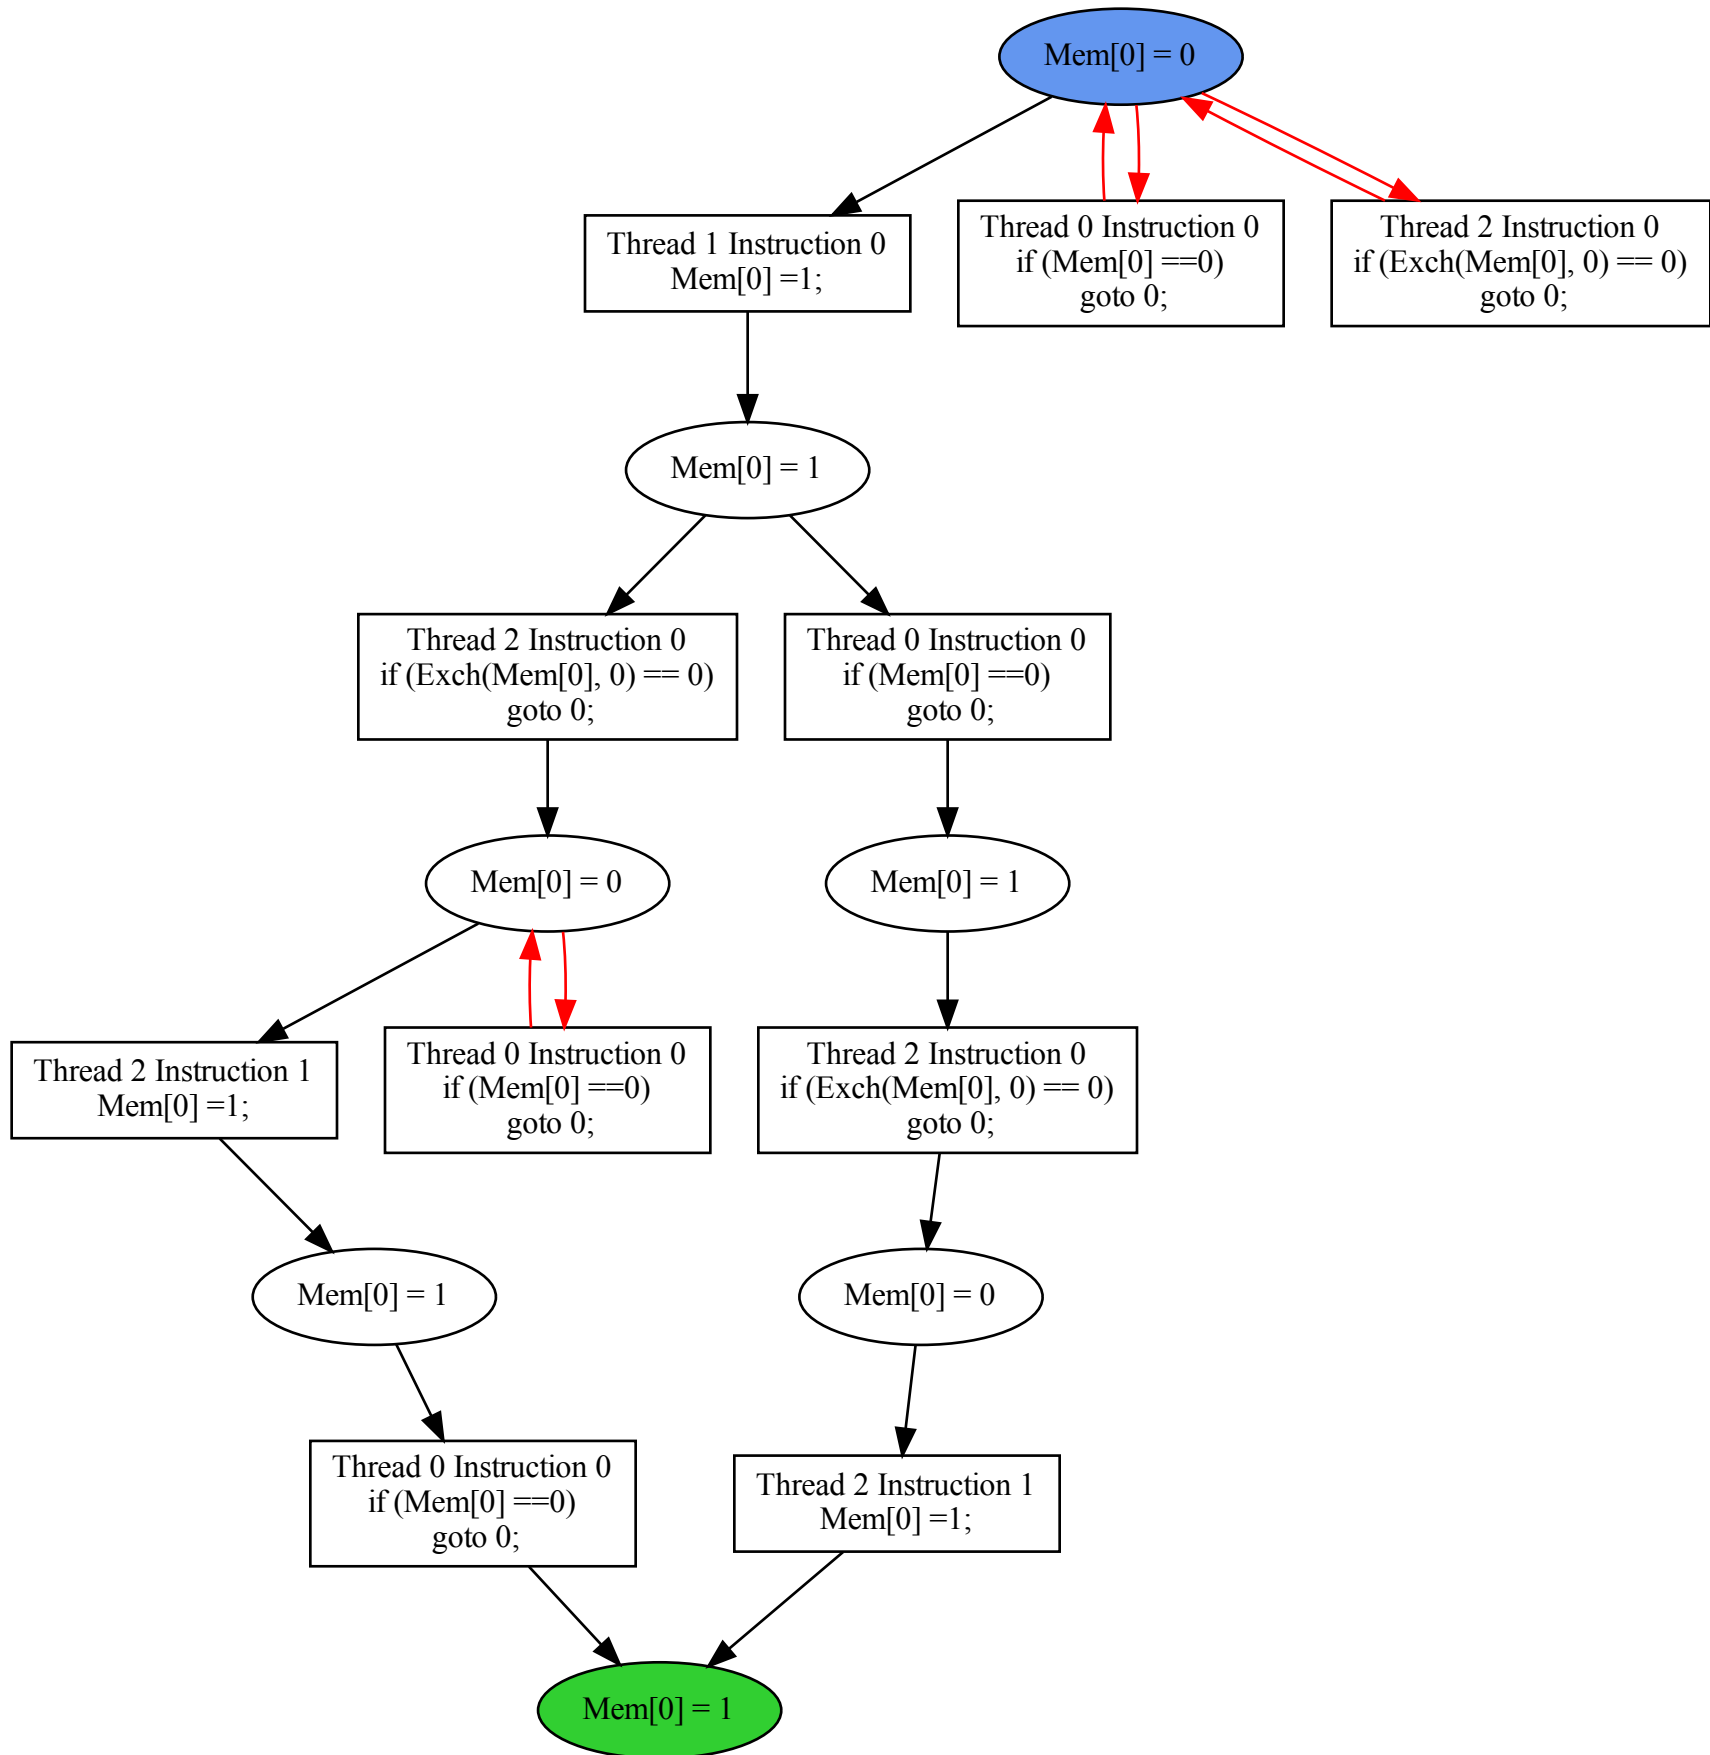 Mem[0] = 0
Thread 1 Instruction 0
Mem[0] =1;
Thread 0 Instruction 0
if (Mem[0] ==0)
goto 0;
Thread 2 Instruction 0
if (Exch(Mem[0], 0) == 0)
goto 0;
Mem[0] = 1
Thread 2 Instruction 0
if (Exch(Mem[0], 0) == 0)
goto 0;
Thread 0 Instruction 0
if (Mem[0] ==0)
goto 0;
Mem[0] = 0
Mem[0] = 1
Thread 2 Instruction 1
Mem[0] =1;
Thread 0 Instruction 0
if (Mem[0] ==0)
goto 0;
Thread 2 Instruction 0
if (Exch(Mem[0], 0) == 0)
goto 0;
Mem[0] = 1
Mem[0] = 0
Thread 0 Instruction 0
if (Mem[0] ==0)
goto 0;
Thread 2 Instruction 1
Mem[0] =1;
Mem[0] = 1